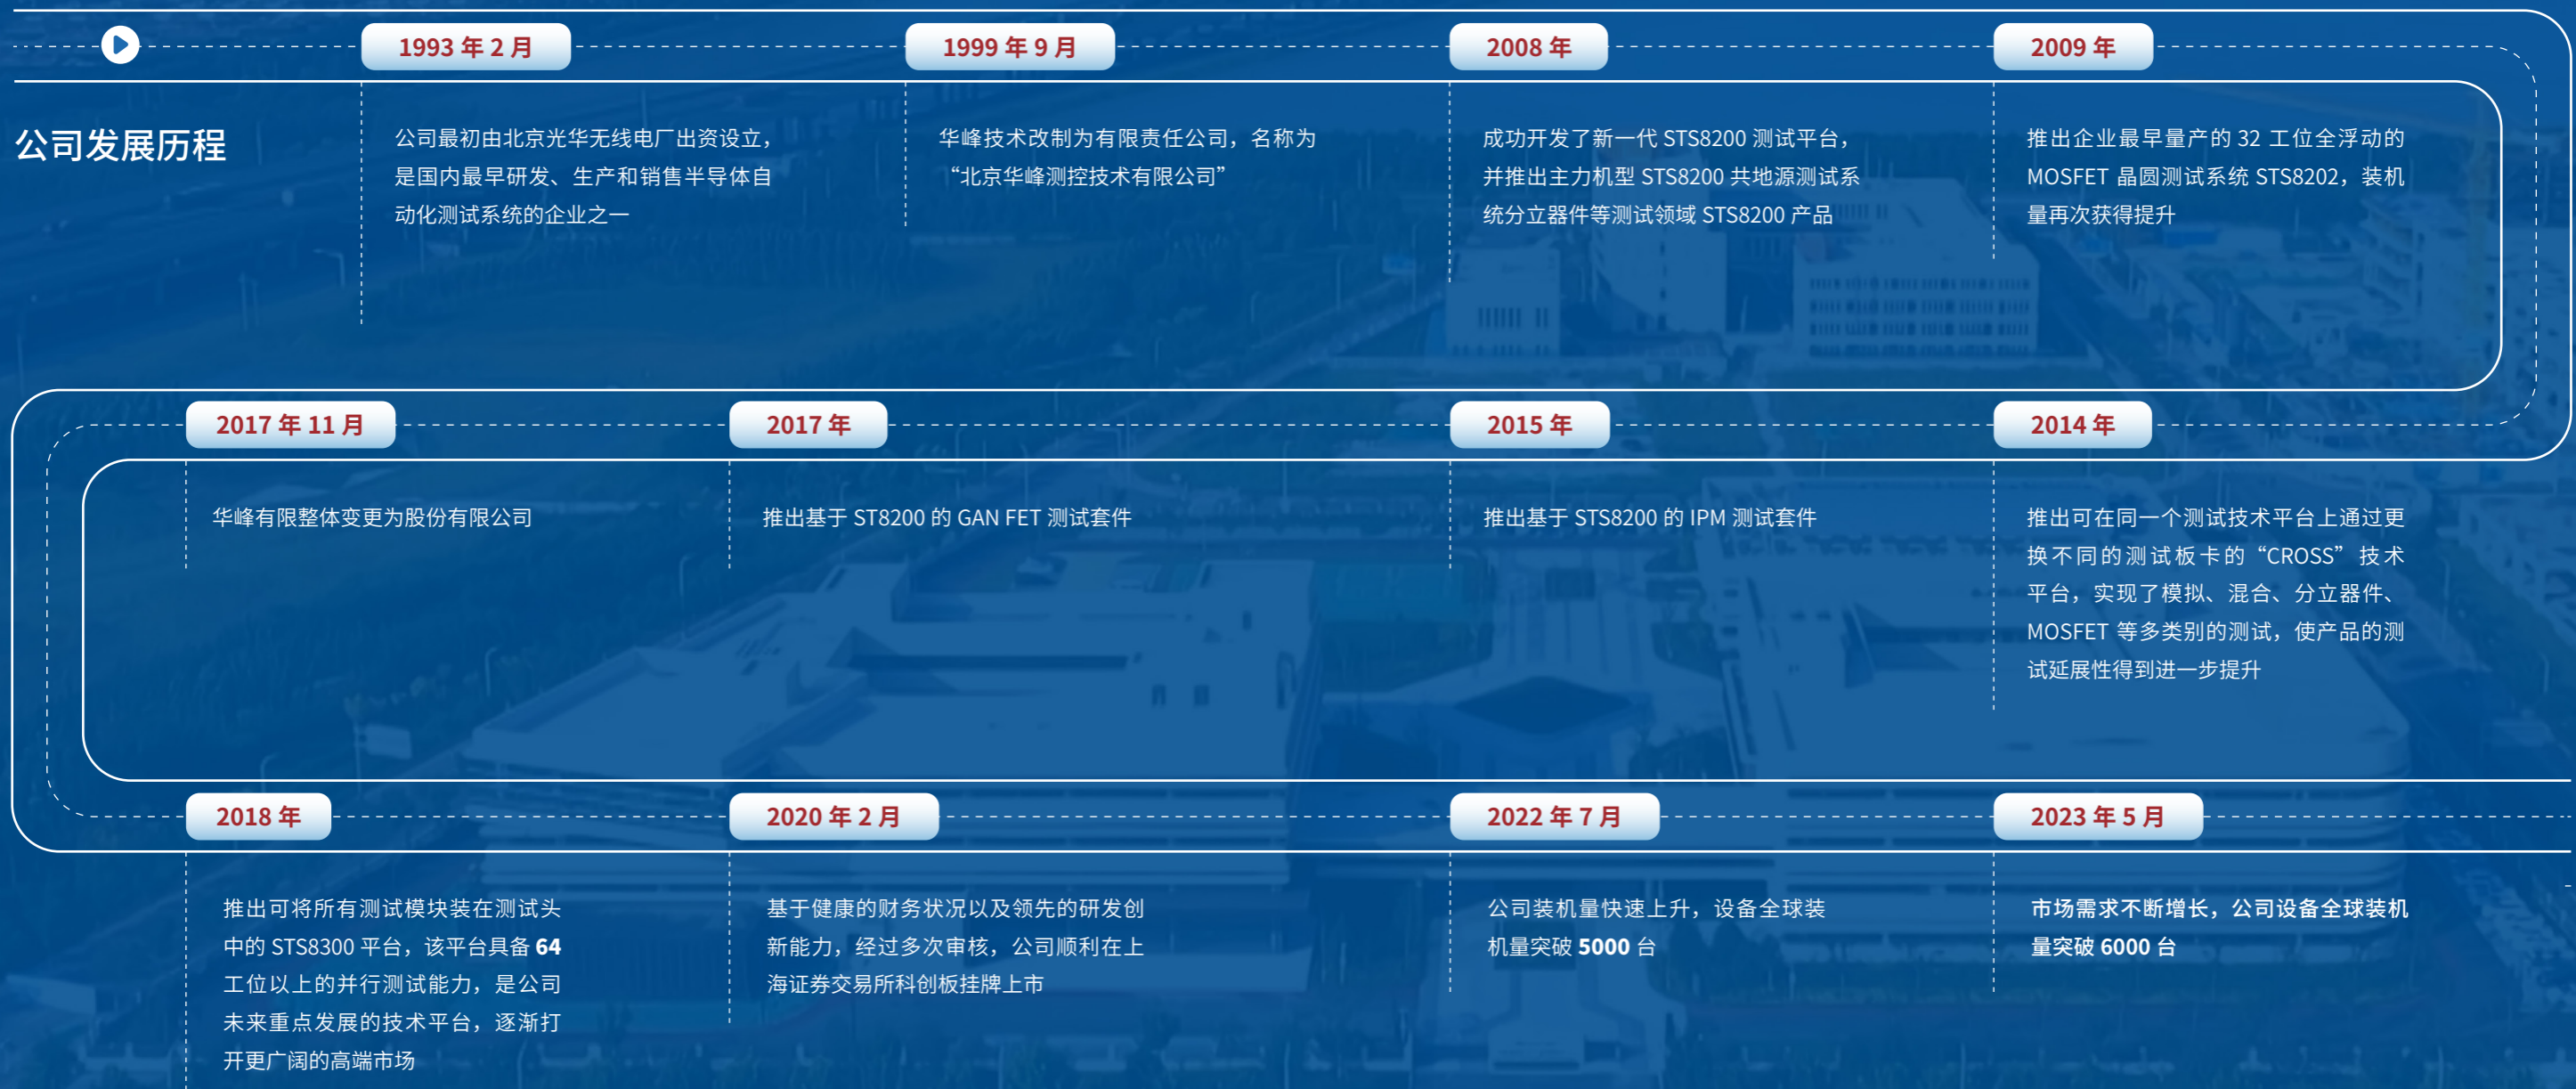 公司发展历程
1993 年 2 月
公司最初由北京光华无线电厂出资设立，
是国内最早研发、生产和销售半导体自
动化测试系统的企业之一
1999 年 9 月
华峰技术改制为有限责任公司，名称为
“北京华峰测控技术有限公司”
2008 年
成功开发了新一代 STS8200 测试平台，
并推出主力机型 STS8200 共地源测试系
统分立器件等测试领域 STS8200 产品
2009 年
推出企业最早量产的 32 工位全浮动的
MOSFET 晶圆测试系统 STS8202，装机
量再次获得提升
2014 年
推出可在同一个测试技术平台上通过更
换不同的测试板卡的“CROSS”技术
平台，实现了模拟、混合、分立器件、
MOSFET 等多类别的测试，使产品的测
试延展性得到进一步提升
2015 年
推出基于 STS8200 的 IPM 测试套件
2017 年
推出基于 ST8200 的 GAN FET 测试套件
2017 年 11 月
华峰有限整体变更为股份有限公司
2018 年
推出可将所有测试模块装在测试头
中的 STS8300 平台，该平台具备 64
工位以上的并行测试能力，是公司
未来重点发展的技术平台，逐渐打
开更广阔的高端市场
2020 年 2 月
基于健康的财务状况以及领先的研发创
新能力，经过多次审核，公司顺利在上
海证券交易所科创板挂牌上市
2022 年 7 月
公司装机量快速上升，设备全球装
机量突破 5000 台
2023 年 5 月
市场需求不断增长，公司设备全球装机
量突破 6000 台